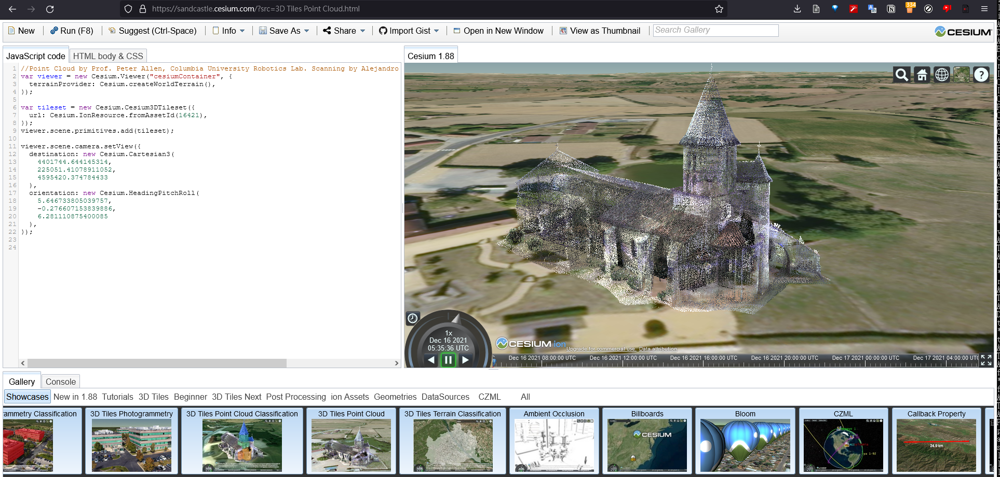 https://sandcastle.cesium.com/?src=3D Tiles Point Cloud.html
334
New
Run (F8)
Suggest (Ctrl-Space)
Info
Save As
Share
Import Gist
Open in New Window
View as Thumbnail
Search Gallery
CESIUM
JavaScript code
HTML body & CSS
Cesium 1.88
1 //Point Cloud by Prof. Peter Allen, Columbia University Robotics Lab. Scanning by Alejandro
2 var viewer = new Cesium.Viewer("cesiumContainer", {
3 terrainProvider: Cesium.createWorldTerrain(),
4 });
5
6 var tileset = new Cesium.Cesium3DTileset({
7 url: Cesium.IonResource.fromAssetId(16421),
8 });
9 viewer.scene.primitives.add(tileset);
10
11 viewer.scene.camera.setView({
12 destination: new Cesium.Cartesian3(
13 4401744.644145314,
14 225051.41078911052,
15 4595420.374784433
16 ),
17 orientation: new Cesium.HeadingPitchRoll(
18 5.646733805039757,
19 -0.276607153839886,
20 6.281110875400085
21 ),
22 });
23
24
1x
Dec 16 2021
05:35:36 UTC
CESIUM ion
Upgrade for commercial use. Data attribution
Dec 16 2021 08:00:00 UTC
Dec 16 2021 12:00:00 UTC
Dec 16 2021 16:00:00 UTC
Dec 16 2021 20:00:00 UTC
Dec 17 2021 00:00:00 UTC
Dec 17 2021 04:00:00 UTC
Gallery
Console
Showcases
New in 1.88
Tutorials
3D Tiles
Beginner
3D Tiles Next
Post Processing
ion Assets
Geometries
DataSources
CZML
All
ammetry Classification
3D Tiles Photogrammetry
3D Tiles Point Cloud Classification
3D Tiles Point Cloud
3D Tiles Terrain Classification
Ambient Occlusion
Billboards
Bloom
CZML
Callback Property
CESIUM
24.9 km